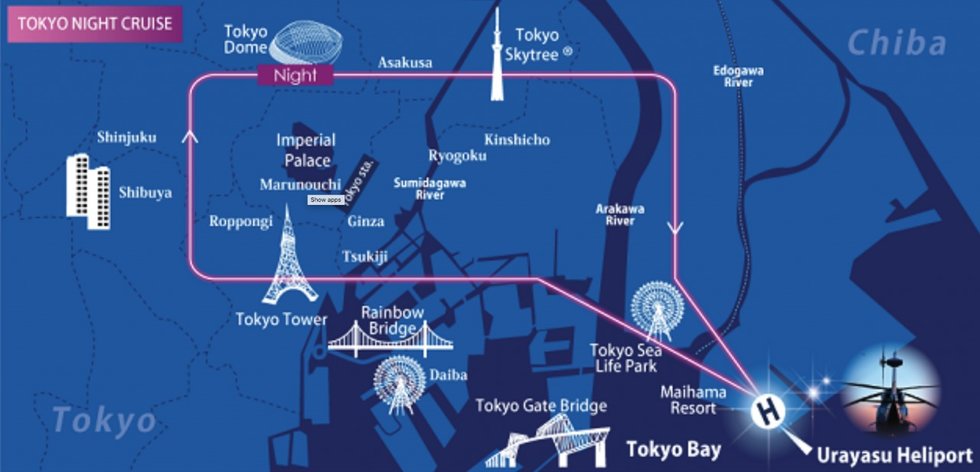 TOKYO NIGHT CRUISE
Tokyo
Dome
Night
Asakusa
Tokyo
Skytree ®
Edogawa
River
Chiba
Shinjuku
Shibuya
Imperial
Palace
Marunouchi
Show apps
Tokyo sta.
Kinshicho
Ryogoku
Sumidagawa
River
Arakawa
River
Roppongi
Ginza
Tsukiji
Tokyo Tower
Rainbow
Bridge
Daiba
Tokyo Sea
Life Park
Maihama
Resort
H
Tokyo
Tokyo Gate Bridge
Tokyo Bay
Urayasu Heliport